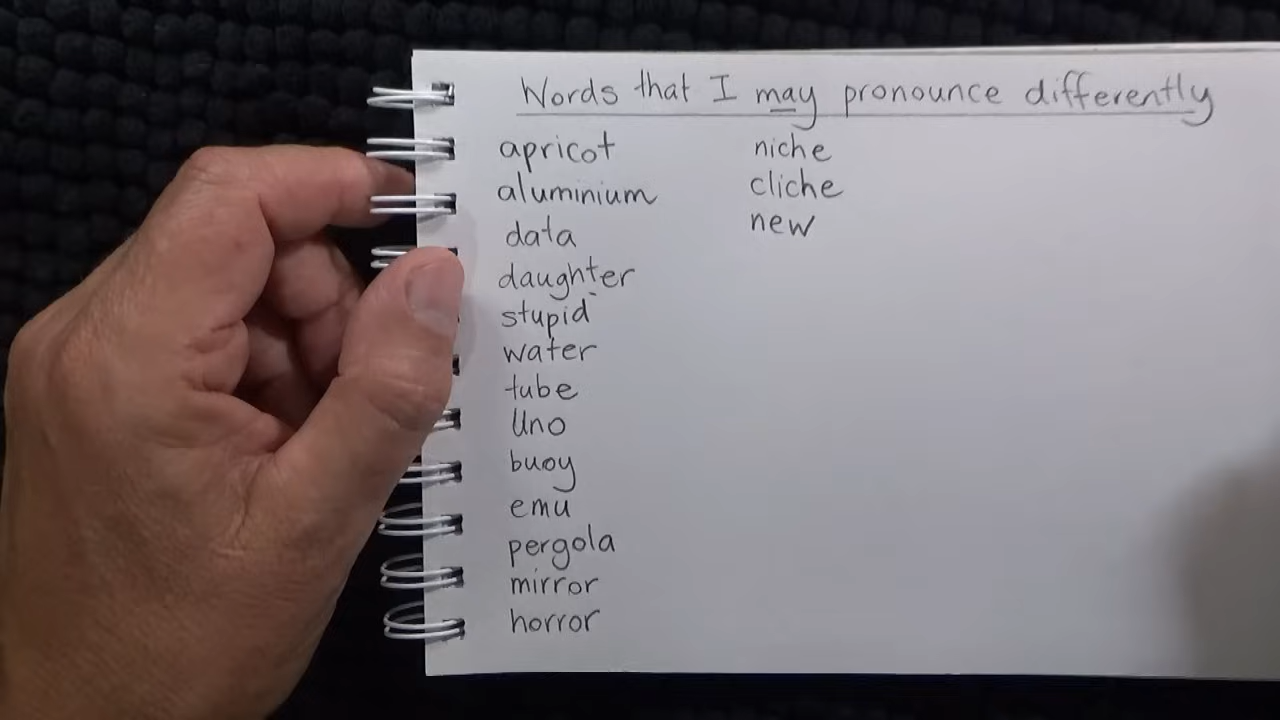 Words that I may pronounce differently
apricot
aluminium
data
daughter
stupid
water
tube
Uno
buoy
emu
pergola
mirror
horror
niche
cliche
new